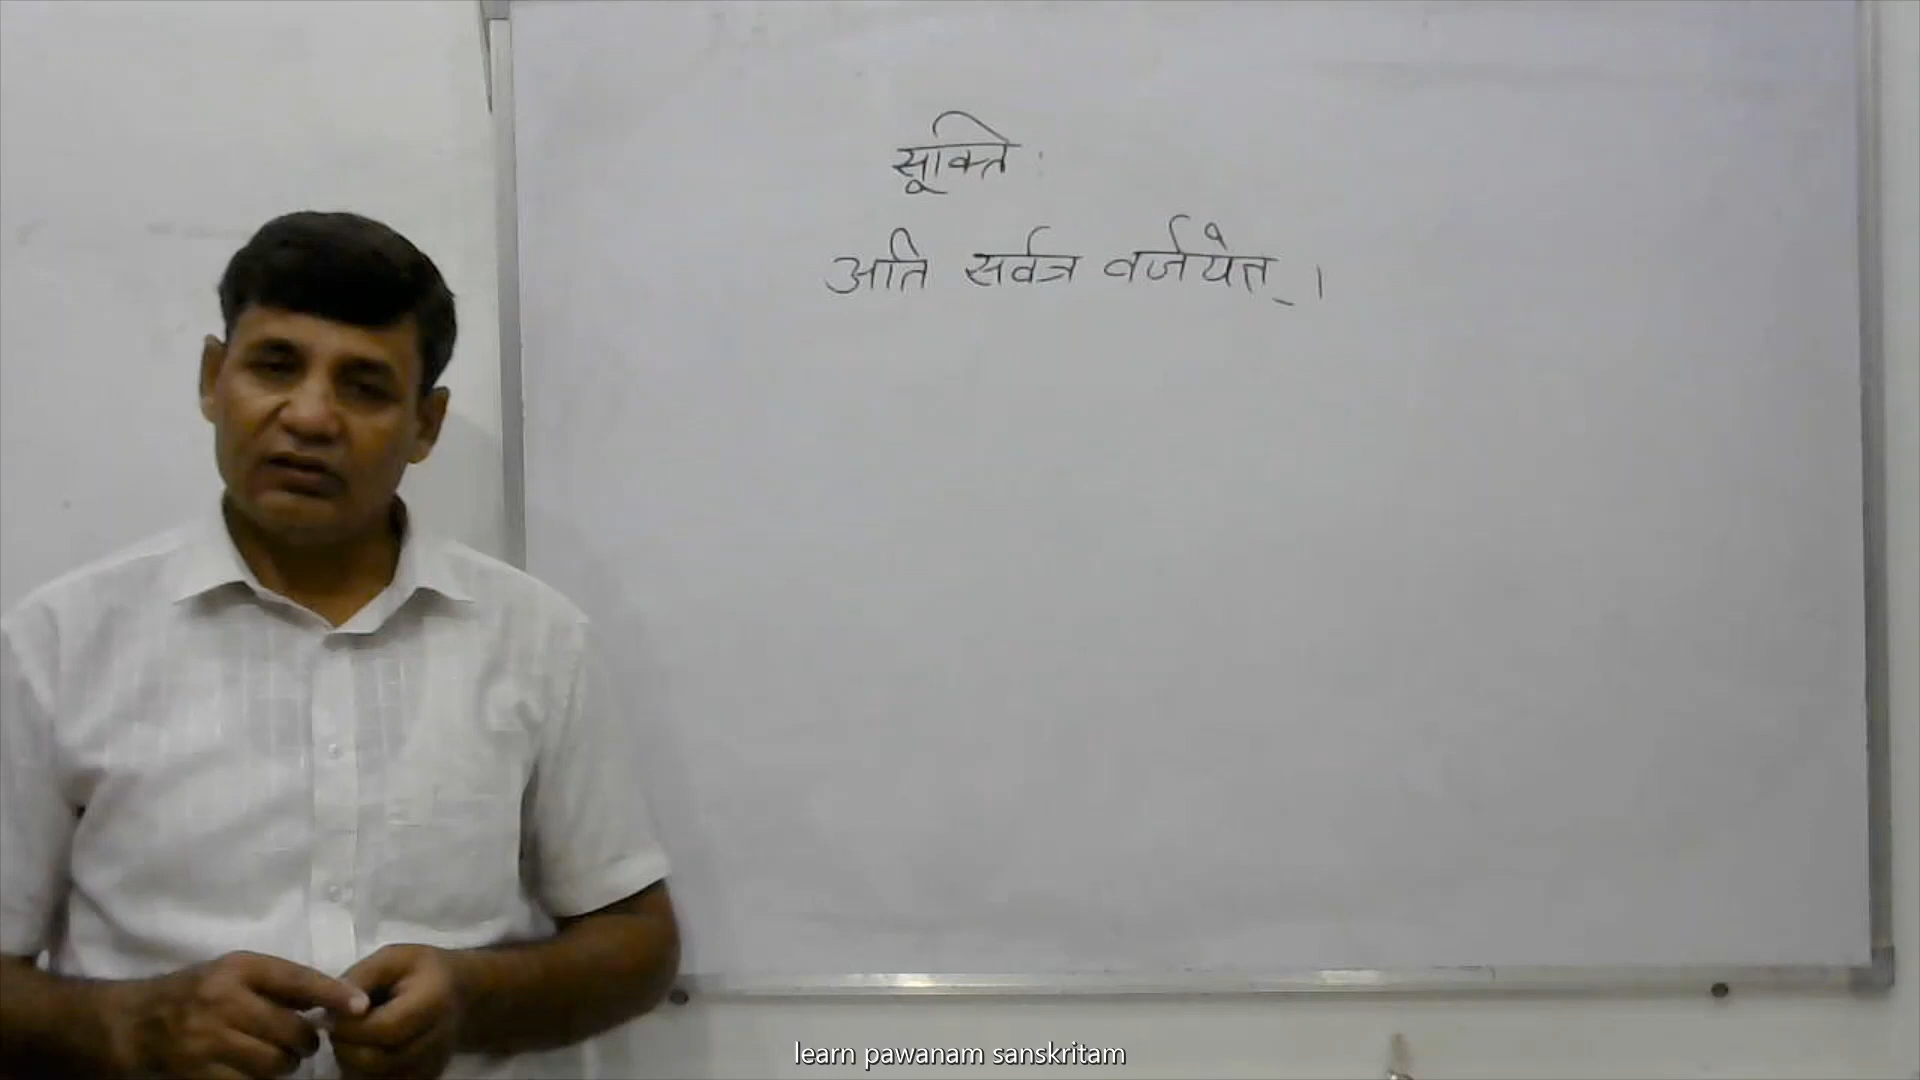 सूक्ति :
अति सर्वत्र वर्जयेत् ।
learn pawanam sanskritam